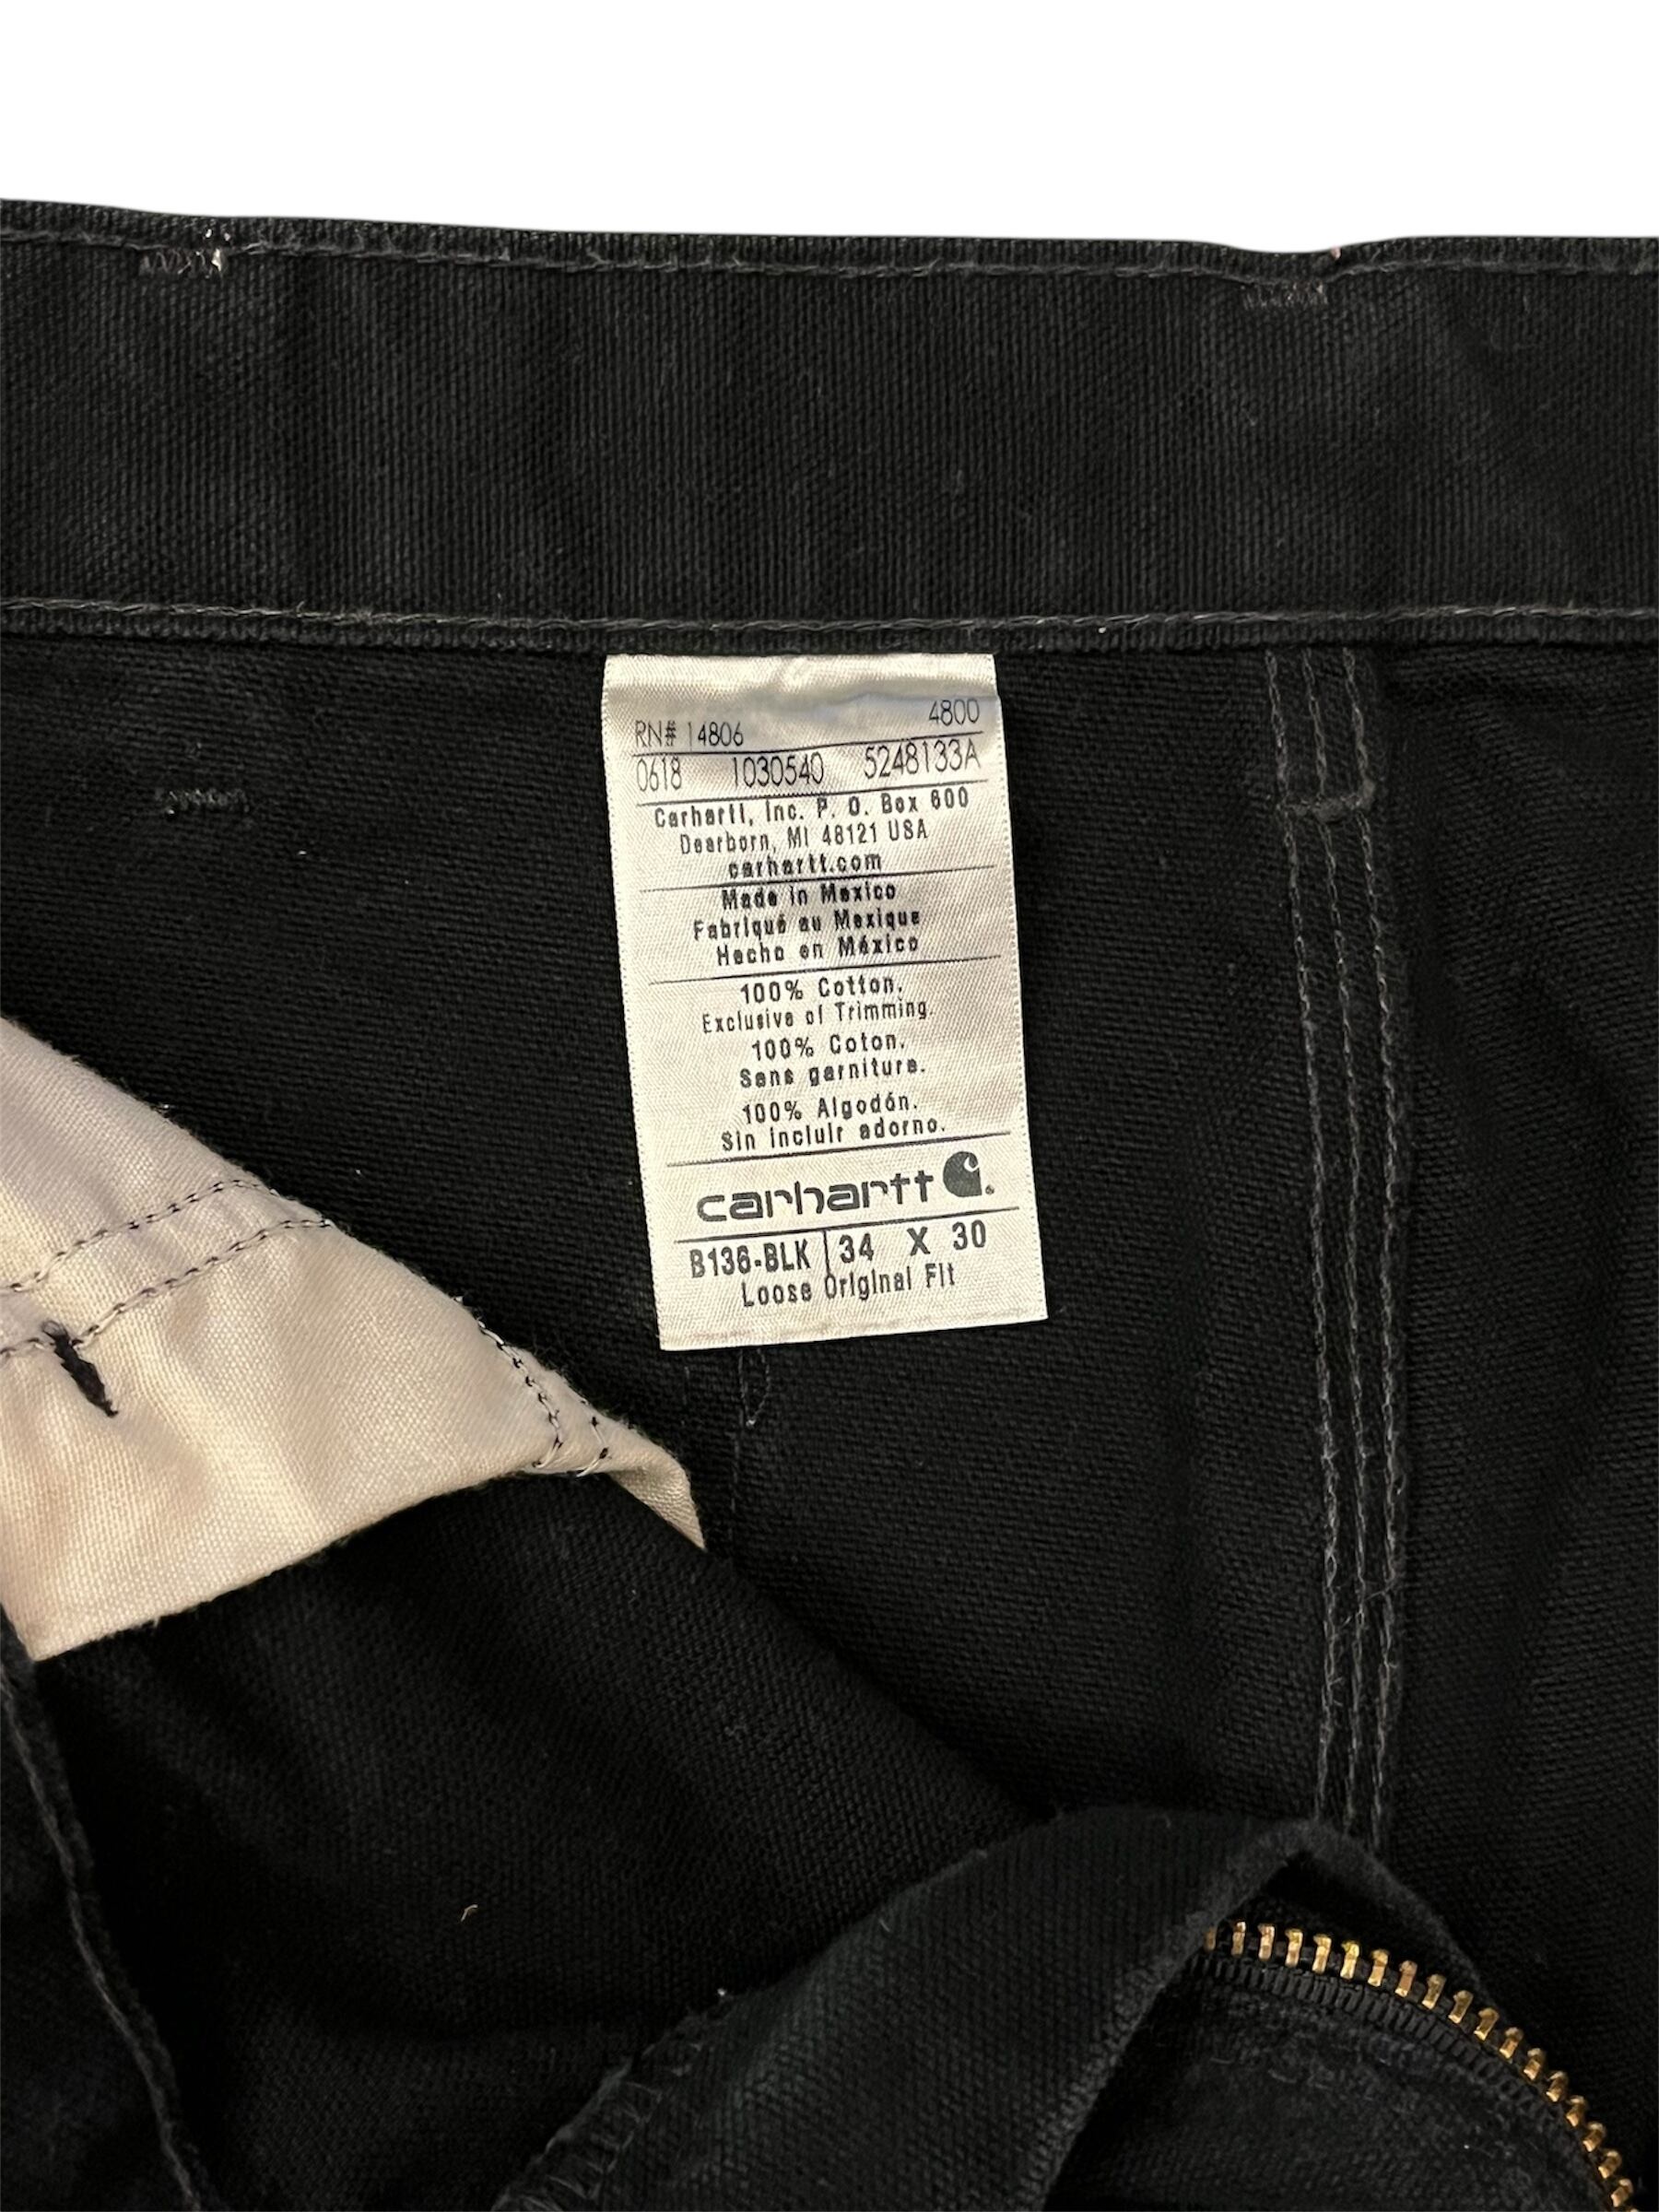 RN# 14806 4800
0618 1030540 5248133A
Carhartt, Inc. P. O. Box 600
Dearborn, MI 48121 USA
carhartt.com
Made in Mexico
Fabriqué au Mexique
Hecho en México
100% Cotton.
Exclusive of Trimming.
100% Coton.
Sans garniture.
100% Algodón.
Sin incluir adorno.
carhartt
B136-BLK 34 X 30
Loose Original Fit